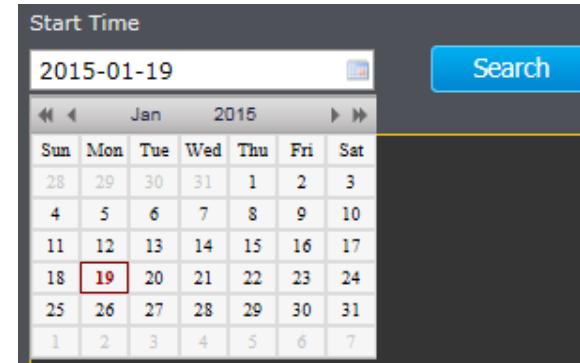 Start Time
2015-01-19 Search
Jan 2015
Sun Mon Tue Wed Thu Fri Sat
28 29 30 31 1 2 3
4 5 6 7 8 9 10
11 12 13 14 15 16 17
18 19 20 21 22 23 24
25 26 27 28 29 30 31
1 2 3 4 5 6 7